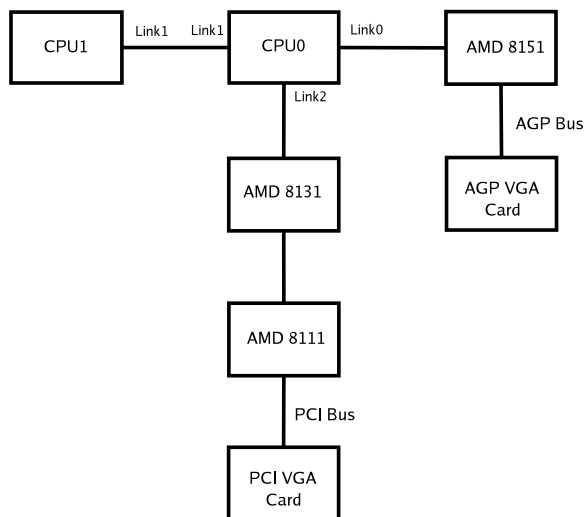 CPU1
Link1
Link1
CPU0
Link0
AMD 8151
Link2
AGP Bus
AMD 8131
AGP VGA
Card
AMD 8111
PCI Bus
PCI VGA
Card